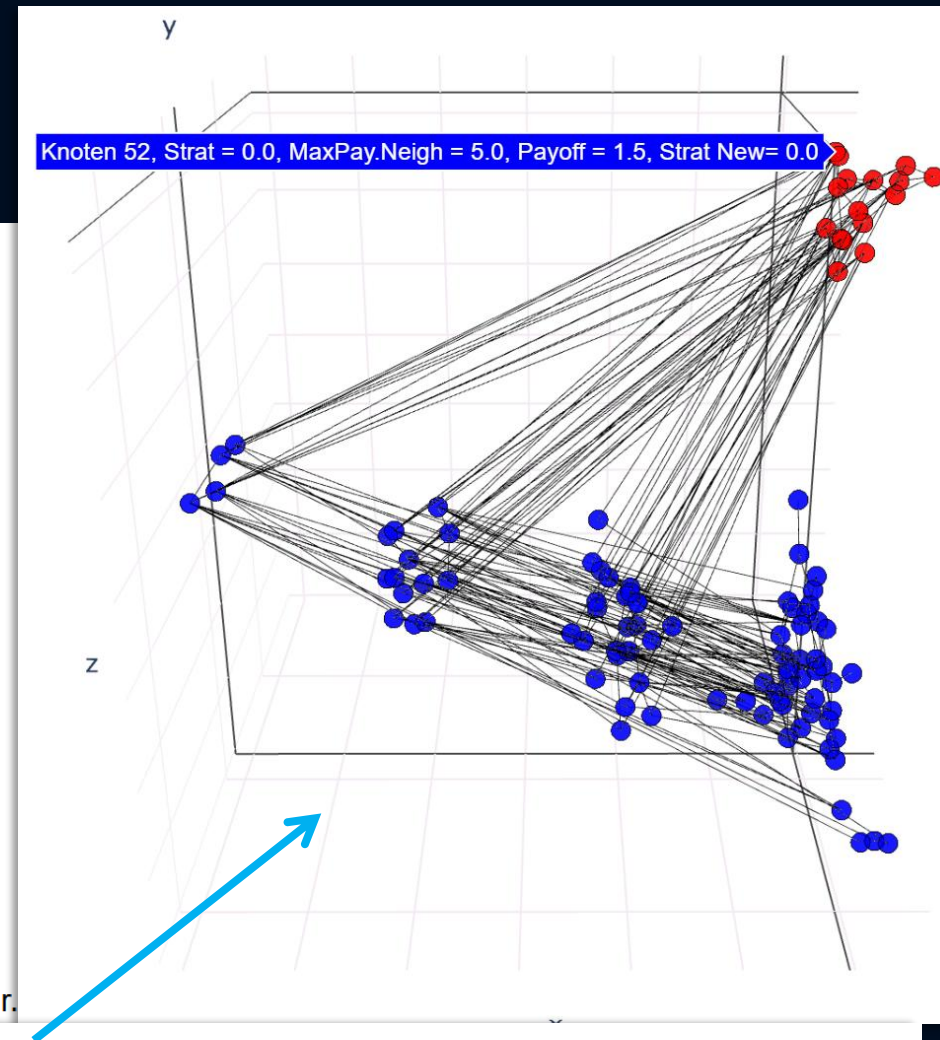 y
Knoten 52, Strat = 0.0, MaxPay.Neigh = 5.0, Payoff = 1.5, Strat New= 0.0
z
r.